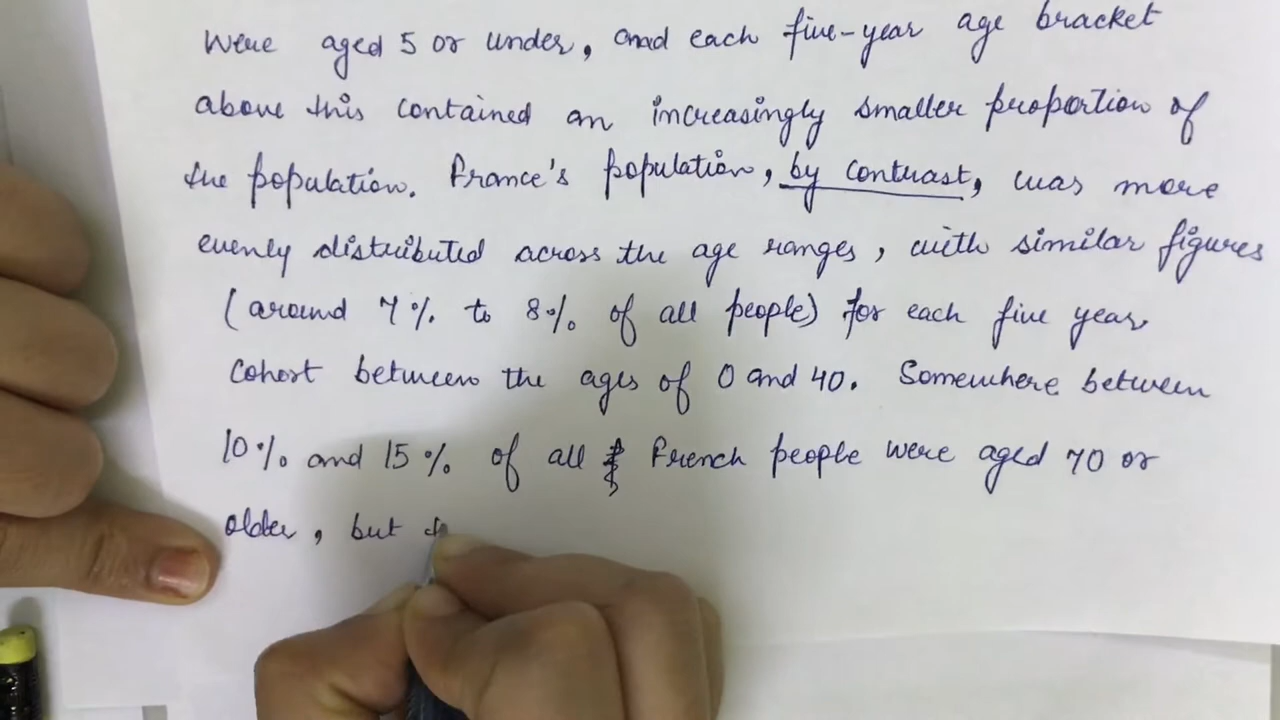 were aged 5 or under, and each five-year age bracket
above this contained an increasingly smaller proportion of
the population. France's population, by contrast, was more
evenly distributed across the age ranges, with similar figures
(around 7% to 8% of all people) for each five year
cohort between the ages of 0 and 40. Somewhere between
10% and 15% of all French people were aged 70 or
older, but